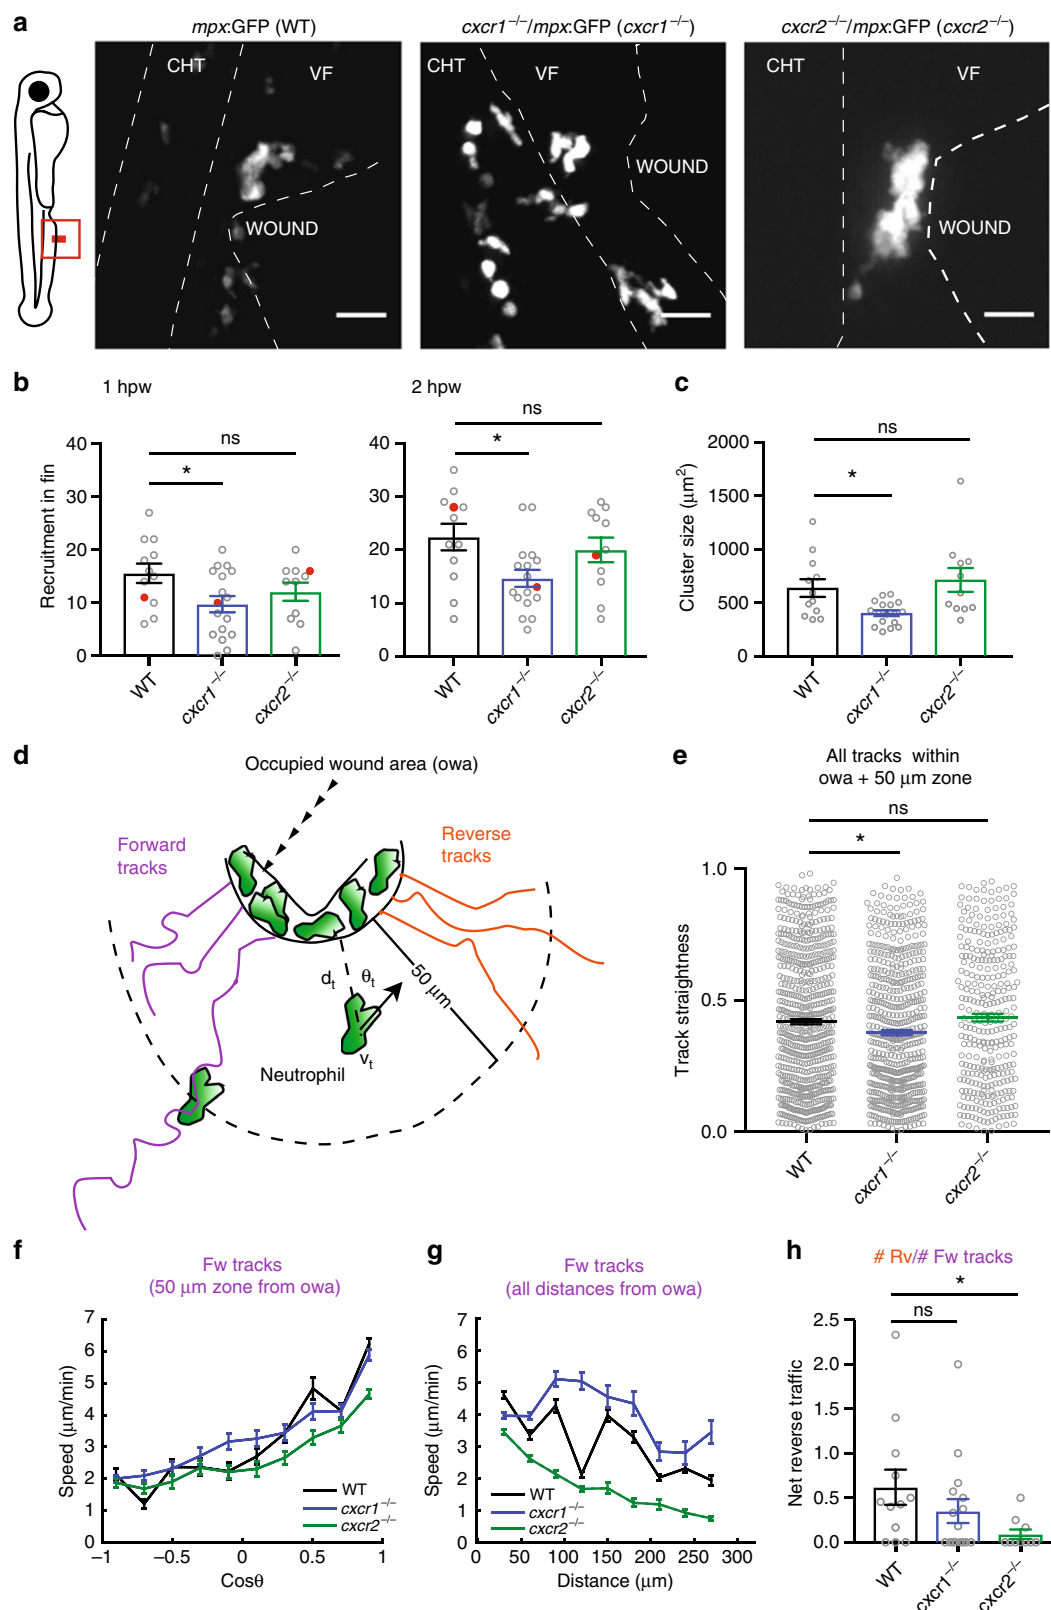 a
mpx:GFP (WT)
cxcr1−/−/mpx:GFP (cxcr1−/−)
cxcr2−/−/mpx:GFP (cxcr2−/−)
CHT
VF
WOUND
CHT
VF
WOUND
CHT
VF
WOUND
b
1 hpw
2 hpw
c
Recruitment in fin
40
30
20
10
0
ns
*
WT
cxcr1−/−
cxcr2−/−
40
30
20
10
0
ns
*
WT
cxcr1−/−
cxcr2−/−
Cluster size (μm²)
2000
1500
1000
500
0
ns
*
WT
cxcr1−/−
cxcr2−/−
d
Occupied wound area (owa)
Forward
tracks
Reverse
tracks
dt
θt
50 μm
vt
Neutrophil
e
All tracks within
owa + 50 μm zone
ns
*
Track straightness
1.0
0.5
0.0
WT
cxcr1−/−
cxcr2−/−
f
Fw tracks
(50 μm zone from owa)
Speed (μm/min)
7
6
5
4
3
2
1
0
−1
−0.5
0
0.5
1
Cosθ
WT
cxcr1−/−
cxcr2−/−
g
Fw tracks
(all distances from owa)
Speed (μm/min)
7
6
5
4
3
2
1
0
0
50
100
150
200
250
300
Distance (μm)
WT
cxcr1−/−
cxcr2−/−
h
# Rv/# Fw tracks
*
ns
Net reverse traffic
2.5
2.0
1.5
1.0
0.5
0.0
WT
cxcr1−/−
cxcr2−/−